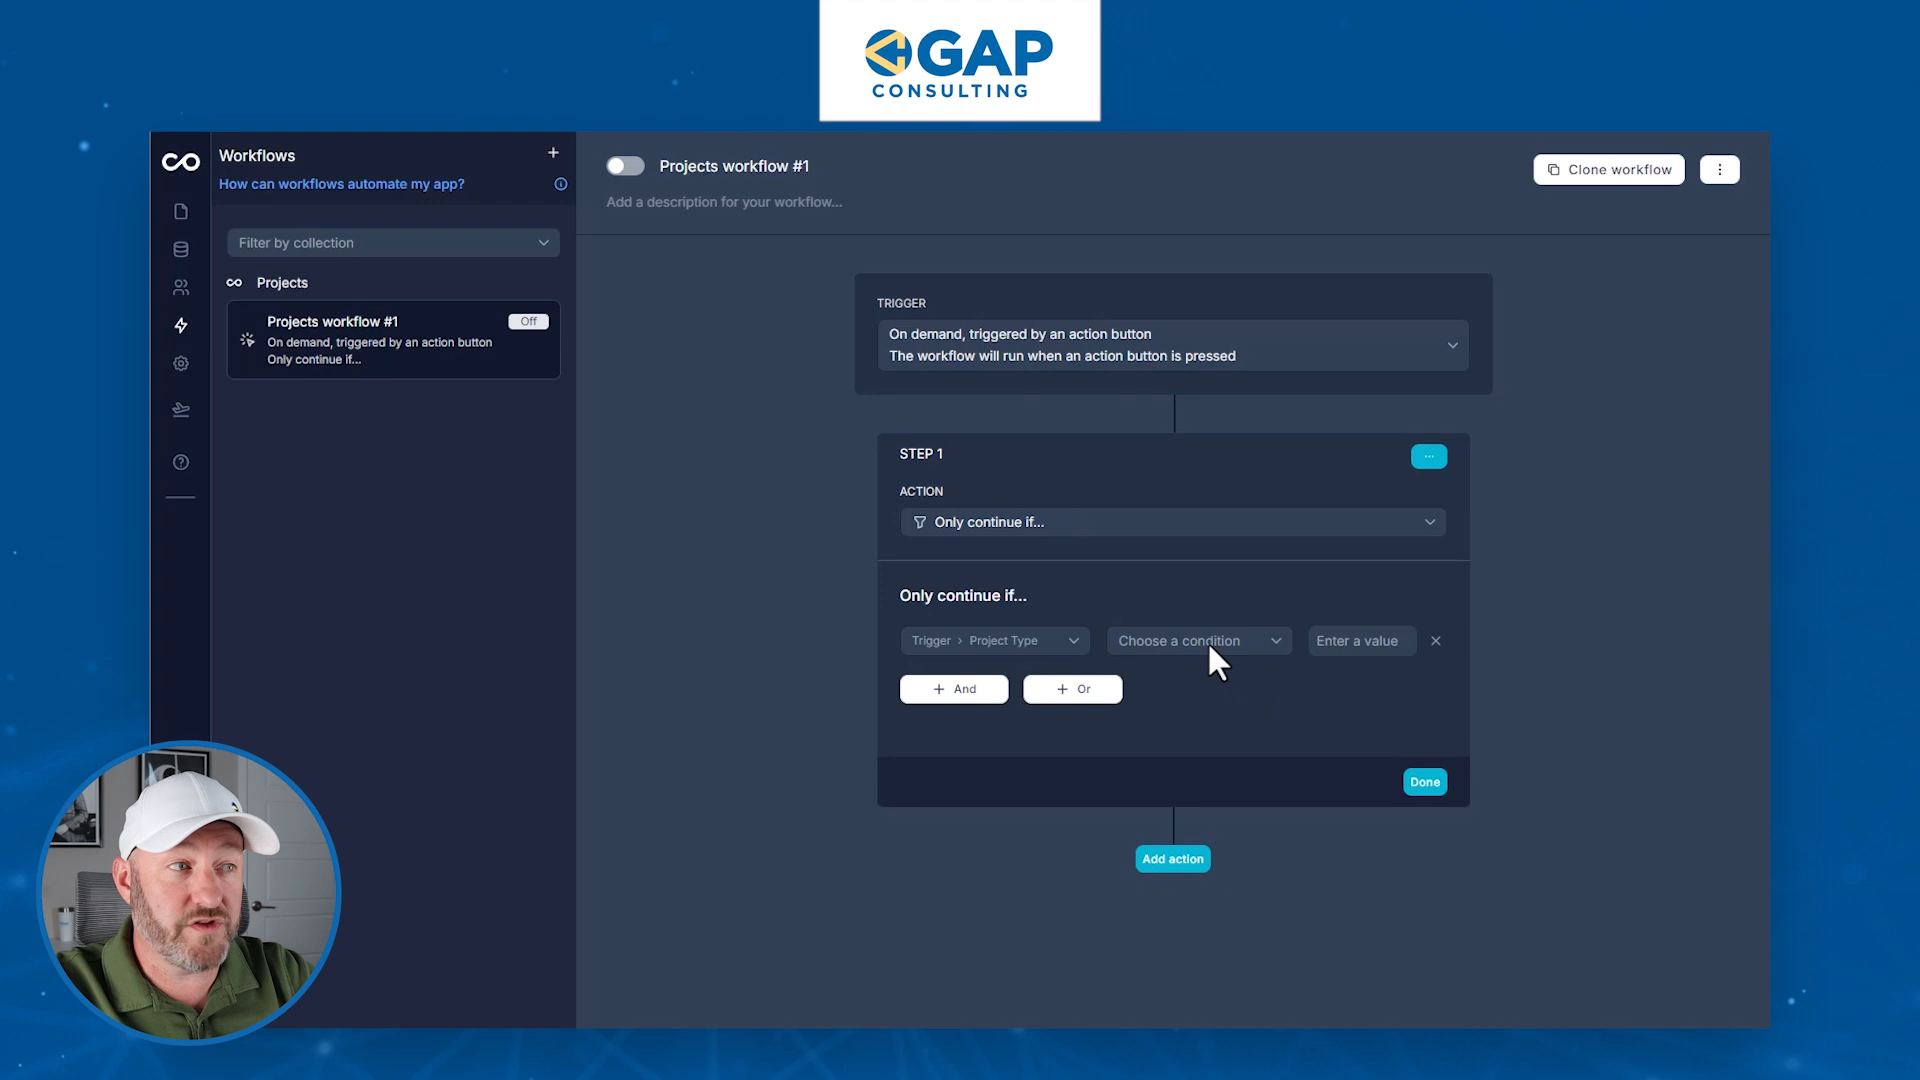 GAP
CONSULTING
Workflows
How can workflows automate my app?
Filter by collection
Projects
Projects workflow #1
Off
On demand, triggered by an action button
Only continue if...
Projects workflow #1
Add a description for your workflow...
Clone workflow
TRIGGER
On demand, triggered by an action button
The workflow will run when an action button is pressed
STEP 1
ACTION
Only continue if...
Only continue if...
Trigger › Project Type
Choose a condition
Enter a value
+ And
+ Or
Done
Add action